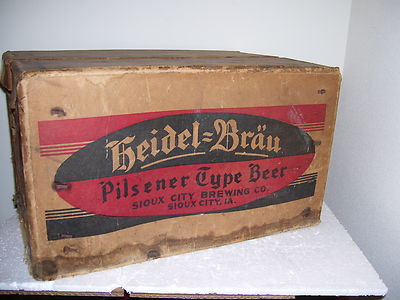 Heidel=Bräu
Pilsener Type Beer
SIOUX CITY BREWING CO.
SIOUX CITY, IA.